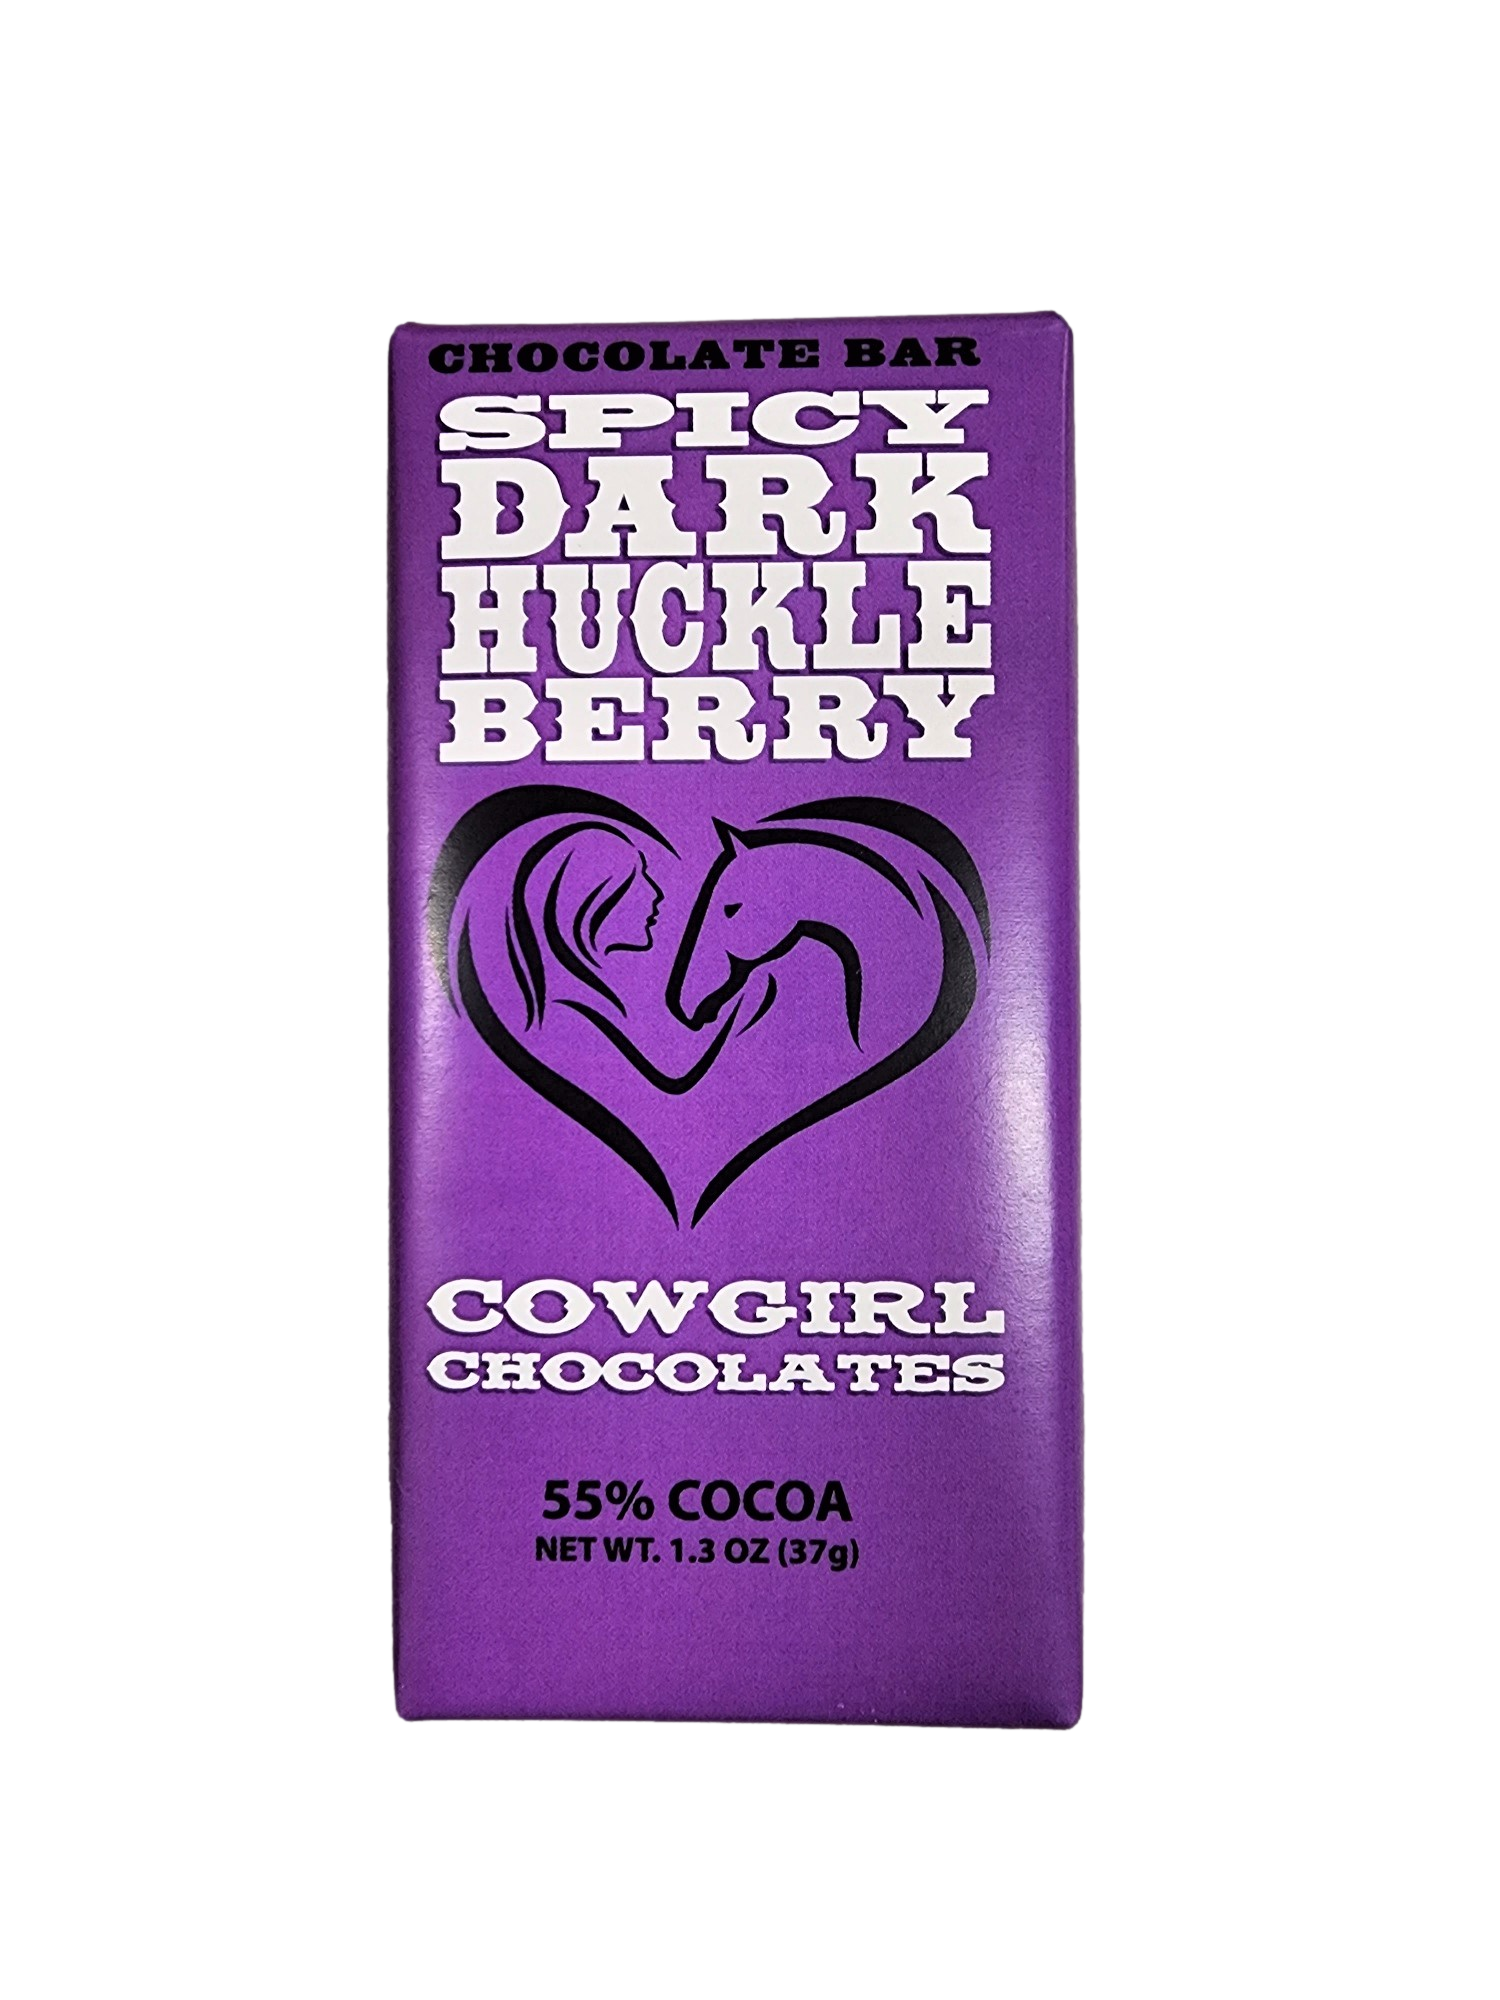 CHOCOLATE BAR
SPICY
DARK
HUCKLE
BERRY
COWGIRL
CHOCOLATES
55% COCOA
NET WT. 1.3 OZ (37g)